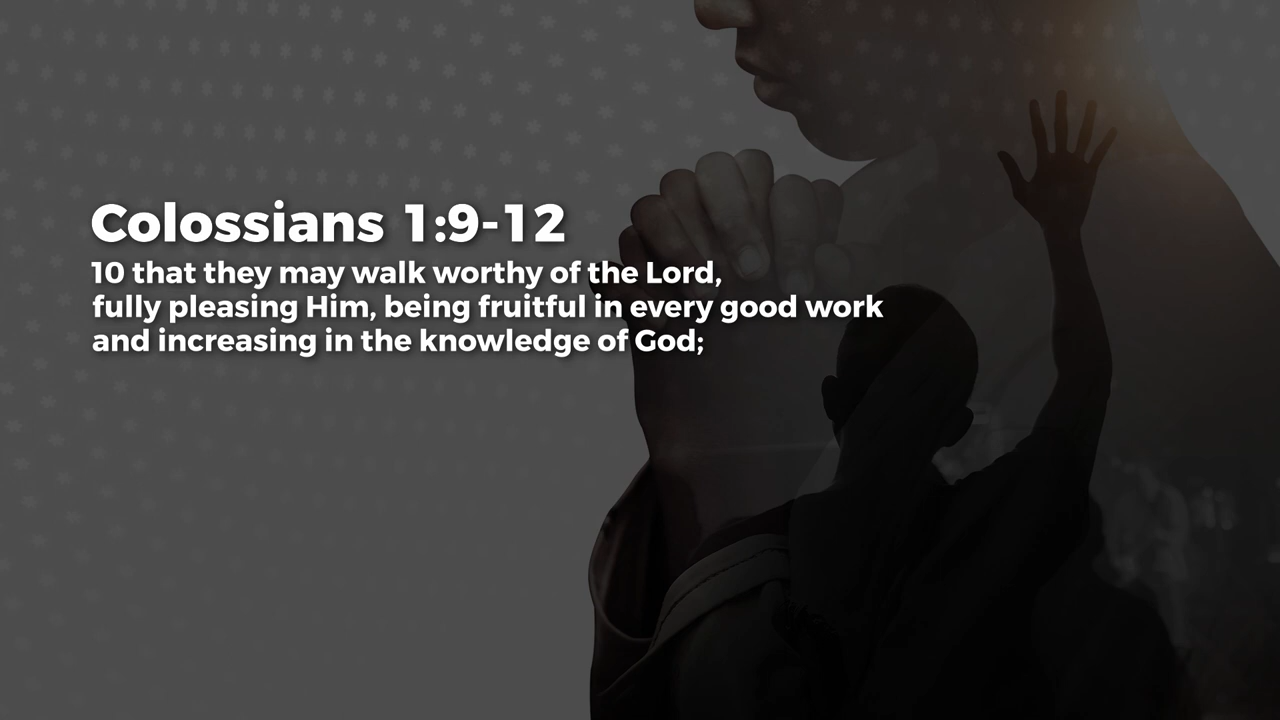 Colossians 1:9-12
10 that they may walk worthy of the Lord,
fully pleasing Him, being fruitful in every good work
and increasing in the knowledge of God;